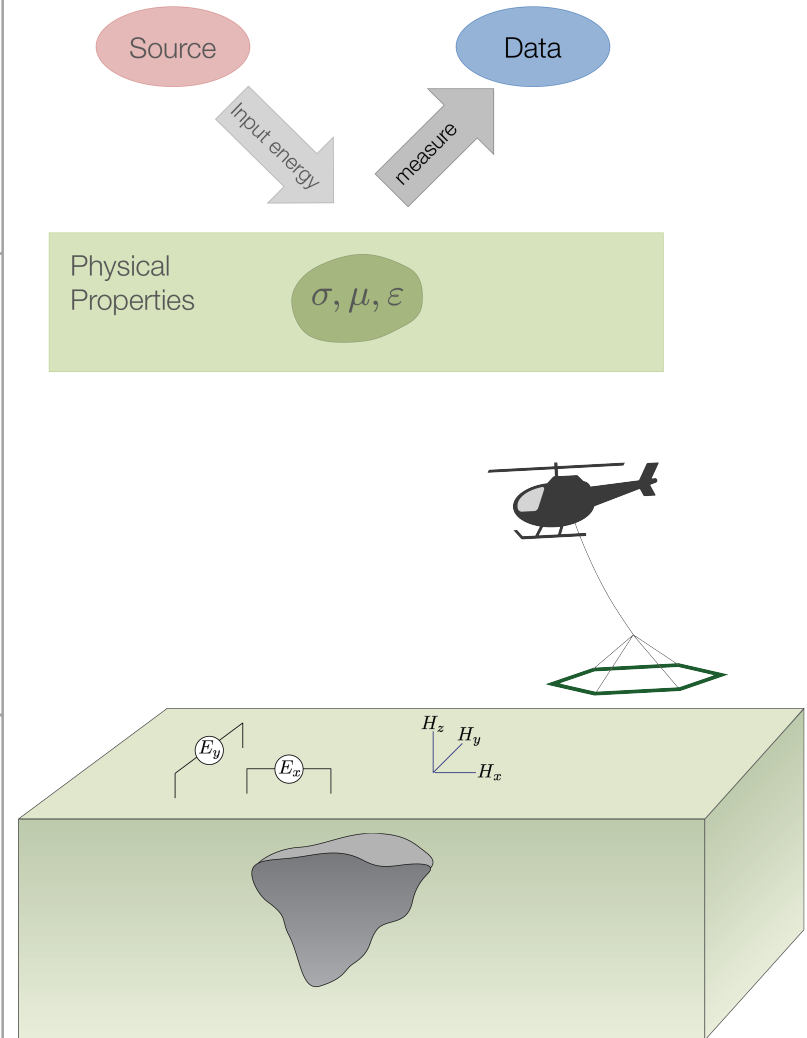 Source
Data
Input energy
measure
Physical
Properties
σ, μ, ε
H_z
H_y
E_y
E_x
H_x